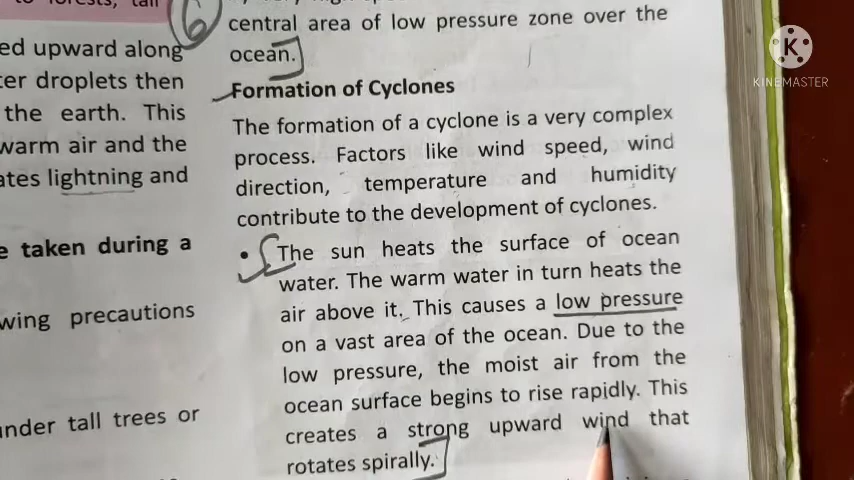 to forests, tall
ed upward along
er droplets then
the earth. This
warm air and the
ates lightning and
e taken during a
wing precautions
under tall trees or
6
central area of low pressure zone over the
ocean.
Formation of Cyclones
The formation of a cyclone is a very complex
process. Factors like wind speed, wind
direction, temperature and humidity
contribute to the development of cyclones.
• The sun heats the surface of ocean
water. The warm water in turn heats the
air above it. This causes a low pressure
on a vast area of the ocean. Due to the
low pressure, the moist air from the
ocean surface begins to rise rapidly. This
creates a strong upward wind that
rotates spirally.
K
KINEMASTER